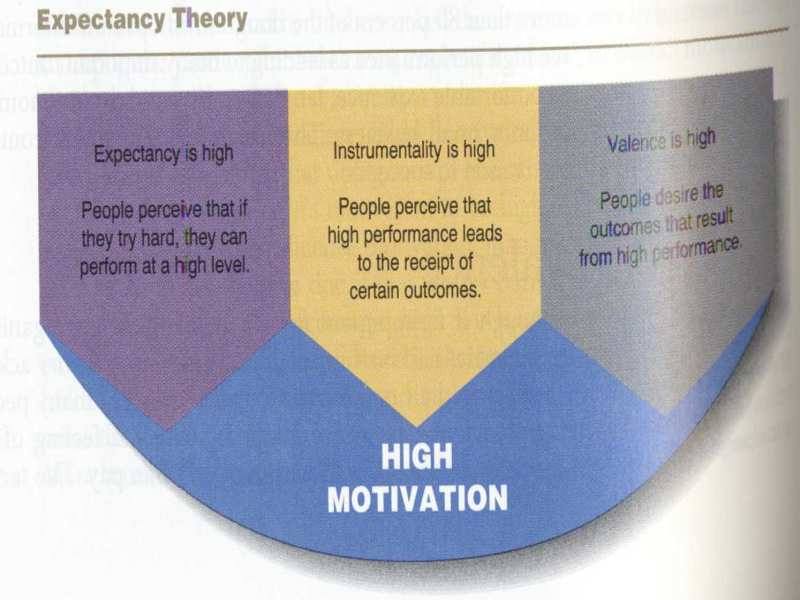 Expectancy Theory
Expectancy is high
People perceive that if
they try hard, they can
perform at a high level.
Instrumentality is high
People perceive that
high performance leads
to the receipt of
certain outcomes.
Valence is high
People desire the
outcomes that result
from high performance.
HIGH
MOTIVATION